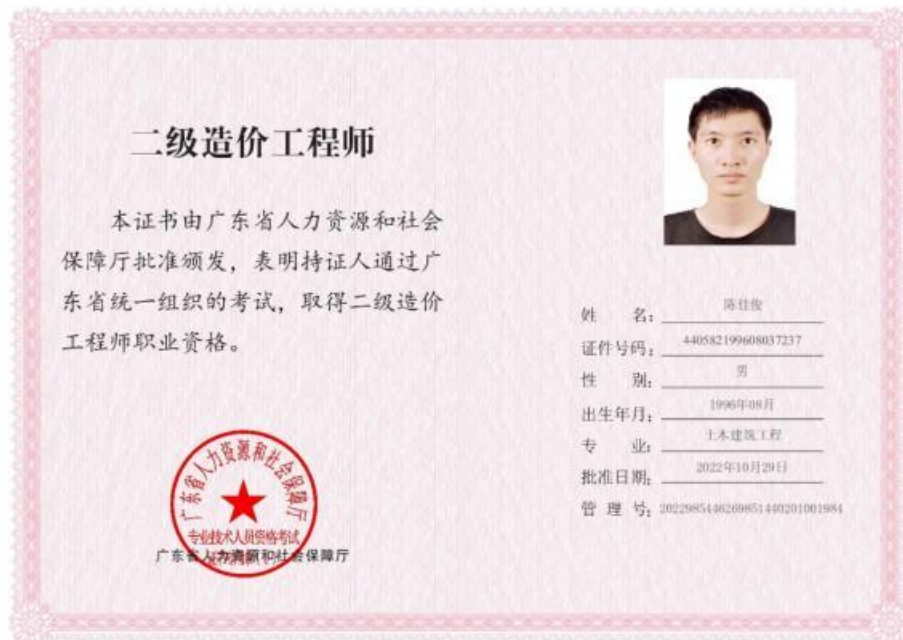 二级造价工程师
本证书由广东省人力资源和社会
保障厅批准颁发，表明持证人通过广
东省统一组织的考试，取得二级造价
工程师职业资格。
广东省人力资源和社会保障厅
专业技术人员资格考试
广东省人力资源和社会保障厅
姓 名： 陈佳俊
证件号码： 440582199608037237
性 别： 男
出生年月： 1996年08月
专 业： 土木建筑工程
批准日期： 2022年10月29日
管 理 号：